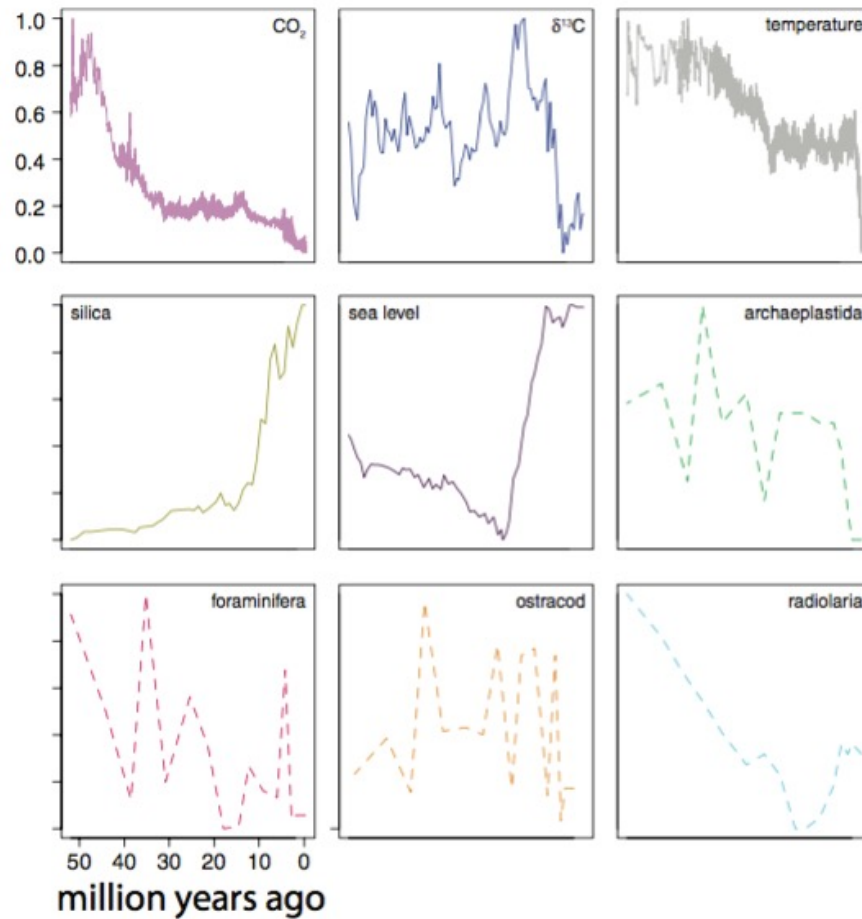 1.0
0.8
0.6
0.4
0.2
0.0
CO₂
δ¹³C
temperature
silica
sea level
archaeplastida
foraminifera
ostracod
radiolaria
50 40 30 20 10 0
million years ago